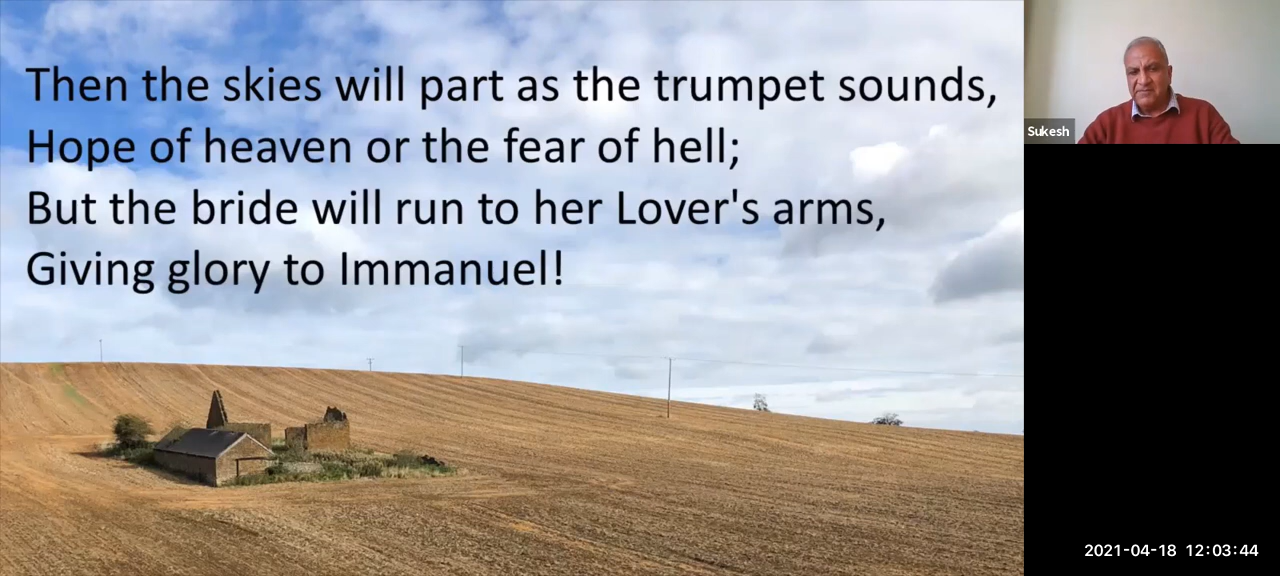 Then the skies will part as the trumpet sounds,
Hope of heaven or the fear of hell;
But the bride will run to her Lover's arms,
Giving glory to Immanuel!
Sukesh
2021-04-18 12:03:44